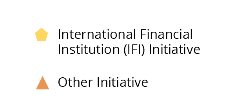 International Financial
Institution (IFI) Initiative
Other Initiative